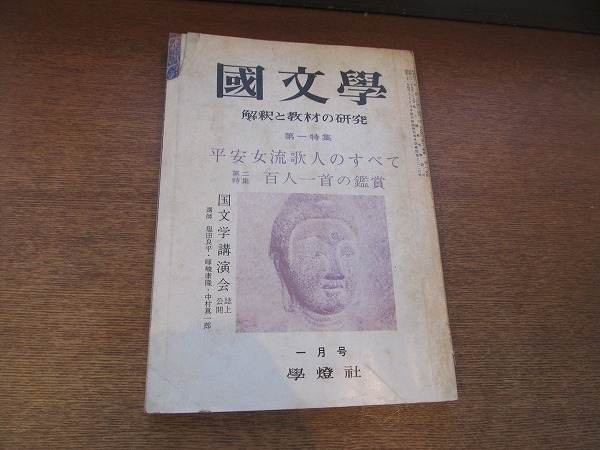 國文學
解釈と教材の研究
第一特集
平安女流歌人のすべて
第二特集 百人一首の鑑賞
国文学講演会 誌上公開
講師 塩田良平・暉峻康隆・中村真一郎
一月号
學燈社